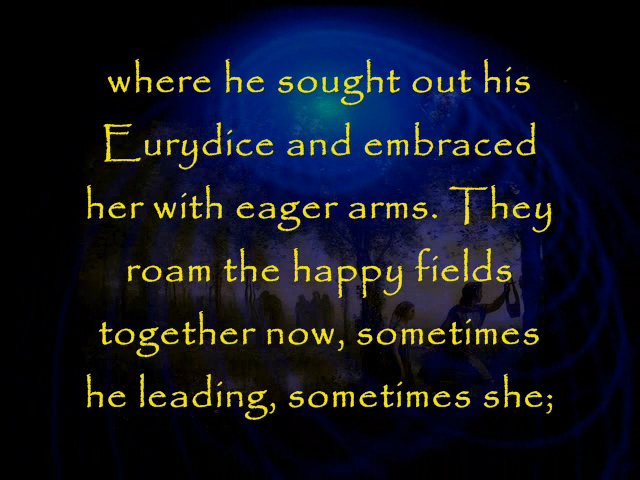 where he sought out his
Eurydice and embraced
her with eager arms. They
roam the happy fields
together now, sometimes
he leading, sometimes she;